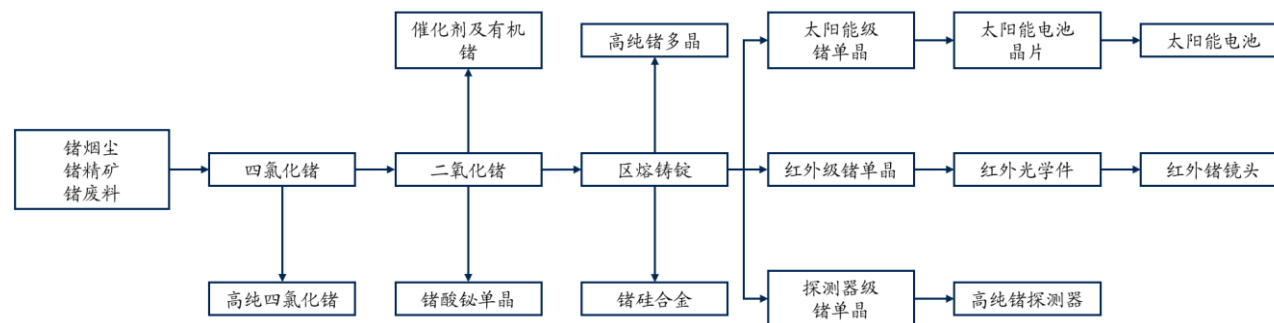 催化剂及有机
锗
高纯锗多晶
太阳能级
锗单晶
太阳能电池
晶片
太阳能电池
锗烟尘
锗精矿
锗废料
四氯化锗
二氧化锗
区熔铸锭
红外级锗单晶
红外光学件
红外锗镜头
高纯四氯化锗
锗酸铋单晶
锗硅合金
探测器级
锗单晶
高纯锗探测器